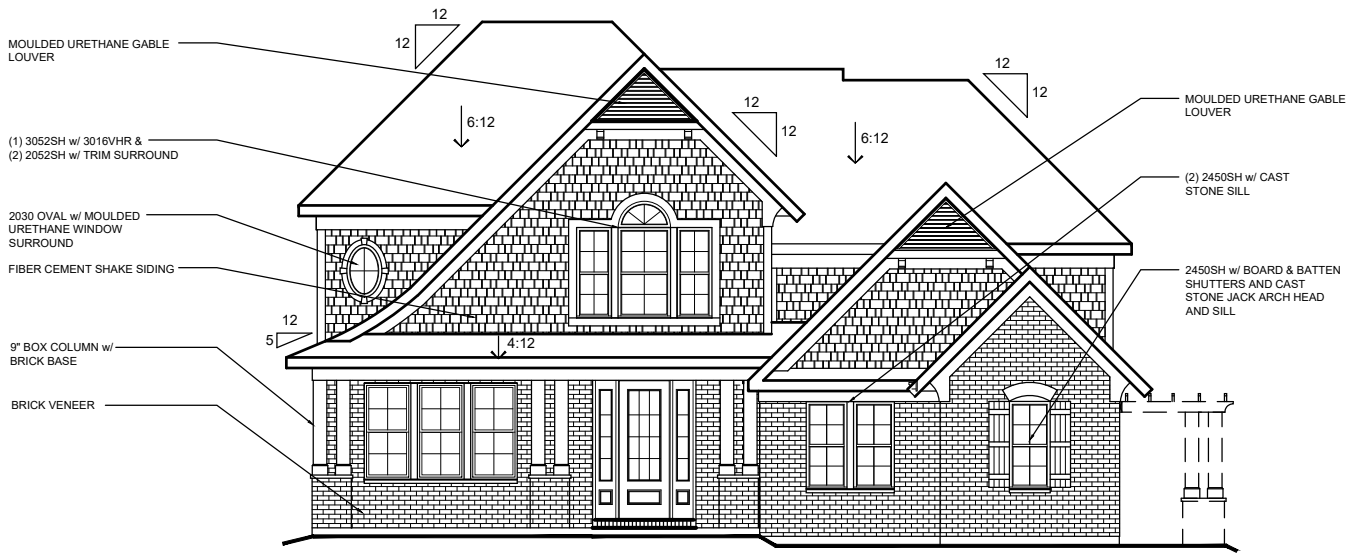 12
12
MOULDED URETHANE GABLE
LOUVER
12
12
12
12
MOULDED URETHANE GABLE
LOUVER
6:12
6:12
(1) 3052SH w/ 3016VHR &
(2) 2052SH w/ TRIM SURROUND
(2) 2450SH w/ CAST
STONE SILL
2030 OVAL w/ MOULDED
URETHANE WINDOW
SURROUND
FIBER CEMENT SHAKE SIDING
2450SH w/ BOARD & BATTEN
SHUTTERS AND CAST
STONE JACK ARCH HEAD
AND SILL
12
5
4:12
9" BOX COLUMN w/
BRICK BASE
BRICK VENEER